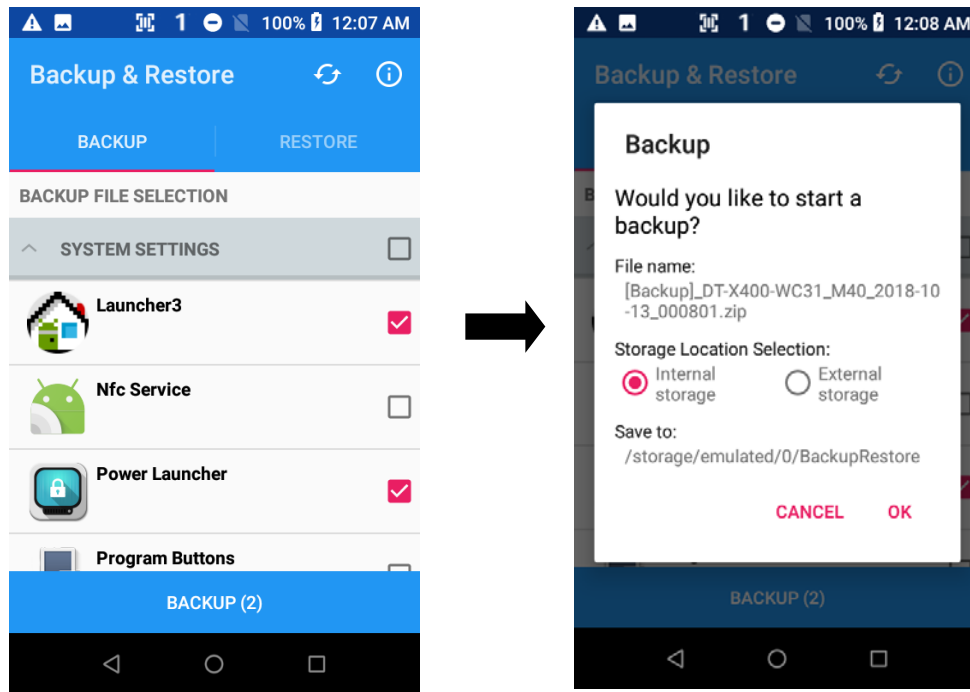 1 100% 12:07 AM
Backup & Restore
BACKUP RESTORE
BACKUP FILE SELECTION
SYSTEM SETTINGS
Launcher3
Nfc Service
Power Launcher
Program Buttons
BACKUP (2)
1 100% 12:08 AM
Backup & Restore
Backup
Would you like to start a
backup?
File name:
[Backup]_DT-X400-WC31_M40_2018-10
-13_000801.zip
Storage Location Selection:
Internal
storage
External
storage
Save to:
/storage/emulated/0/BackupRestore
CANCEL OK
BACKUP (2)